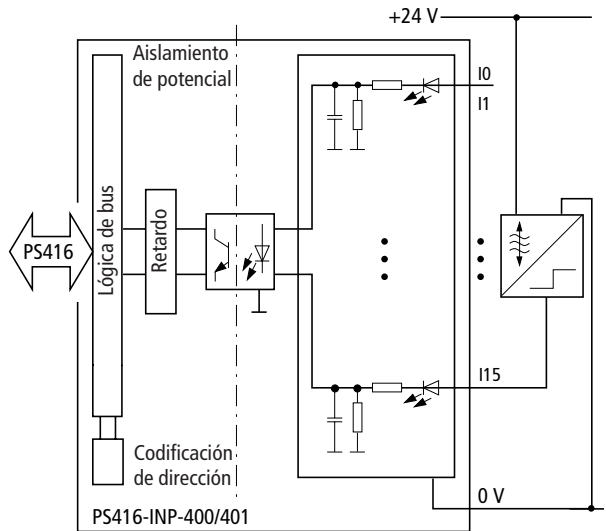 +24 V
Aislamiento
de potencial
I0
I1
Lógica de bus
Retardo
PS416
I15
Codificación
de dirección
0 V
PS416-INP-400/401